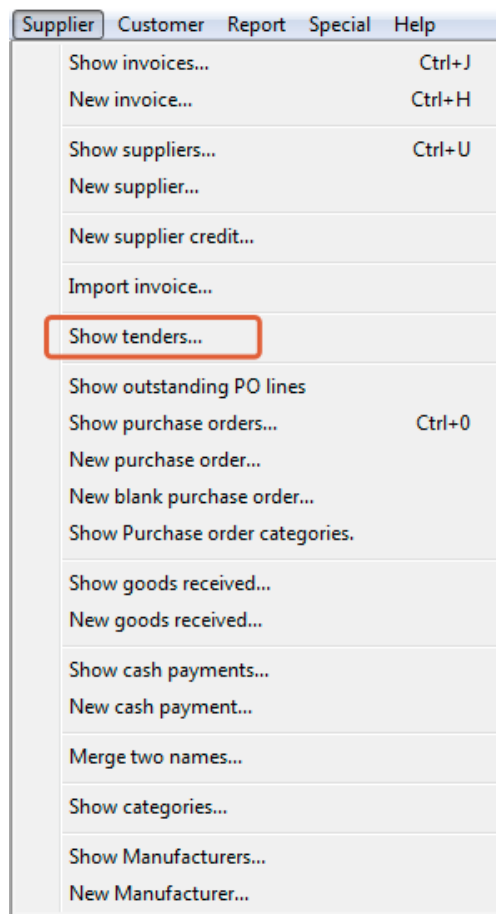 Supplier Customer Report Special Help
Show invoices... Ctrl+J
New invoice... Ctrl+H
Show suppliers... Ctrl+U
New supplier...
New supplier credit...
Import invoice...
Show tenders...
Show outstanding PO lines
Show purchase orders... Ctrl+0
New purchase order...
New blank purchase order...
Show Purchase order categories.
Show goods received...
New goods received...
Show cash payments...
New cash payment...
Merge two names...
Show categories...
Show Manufacturers...
New Manufacturer...